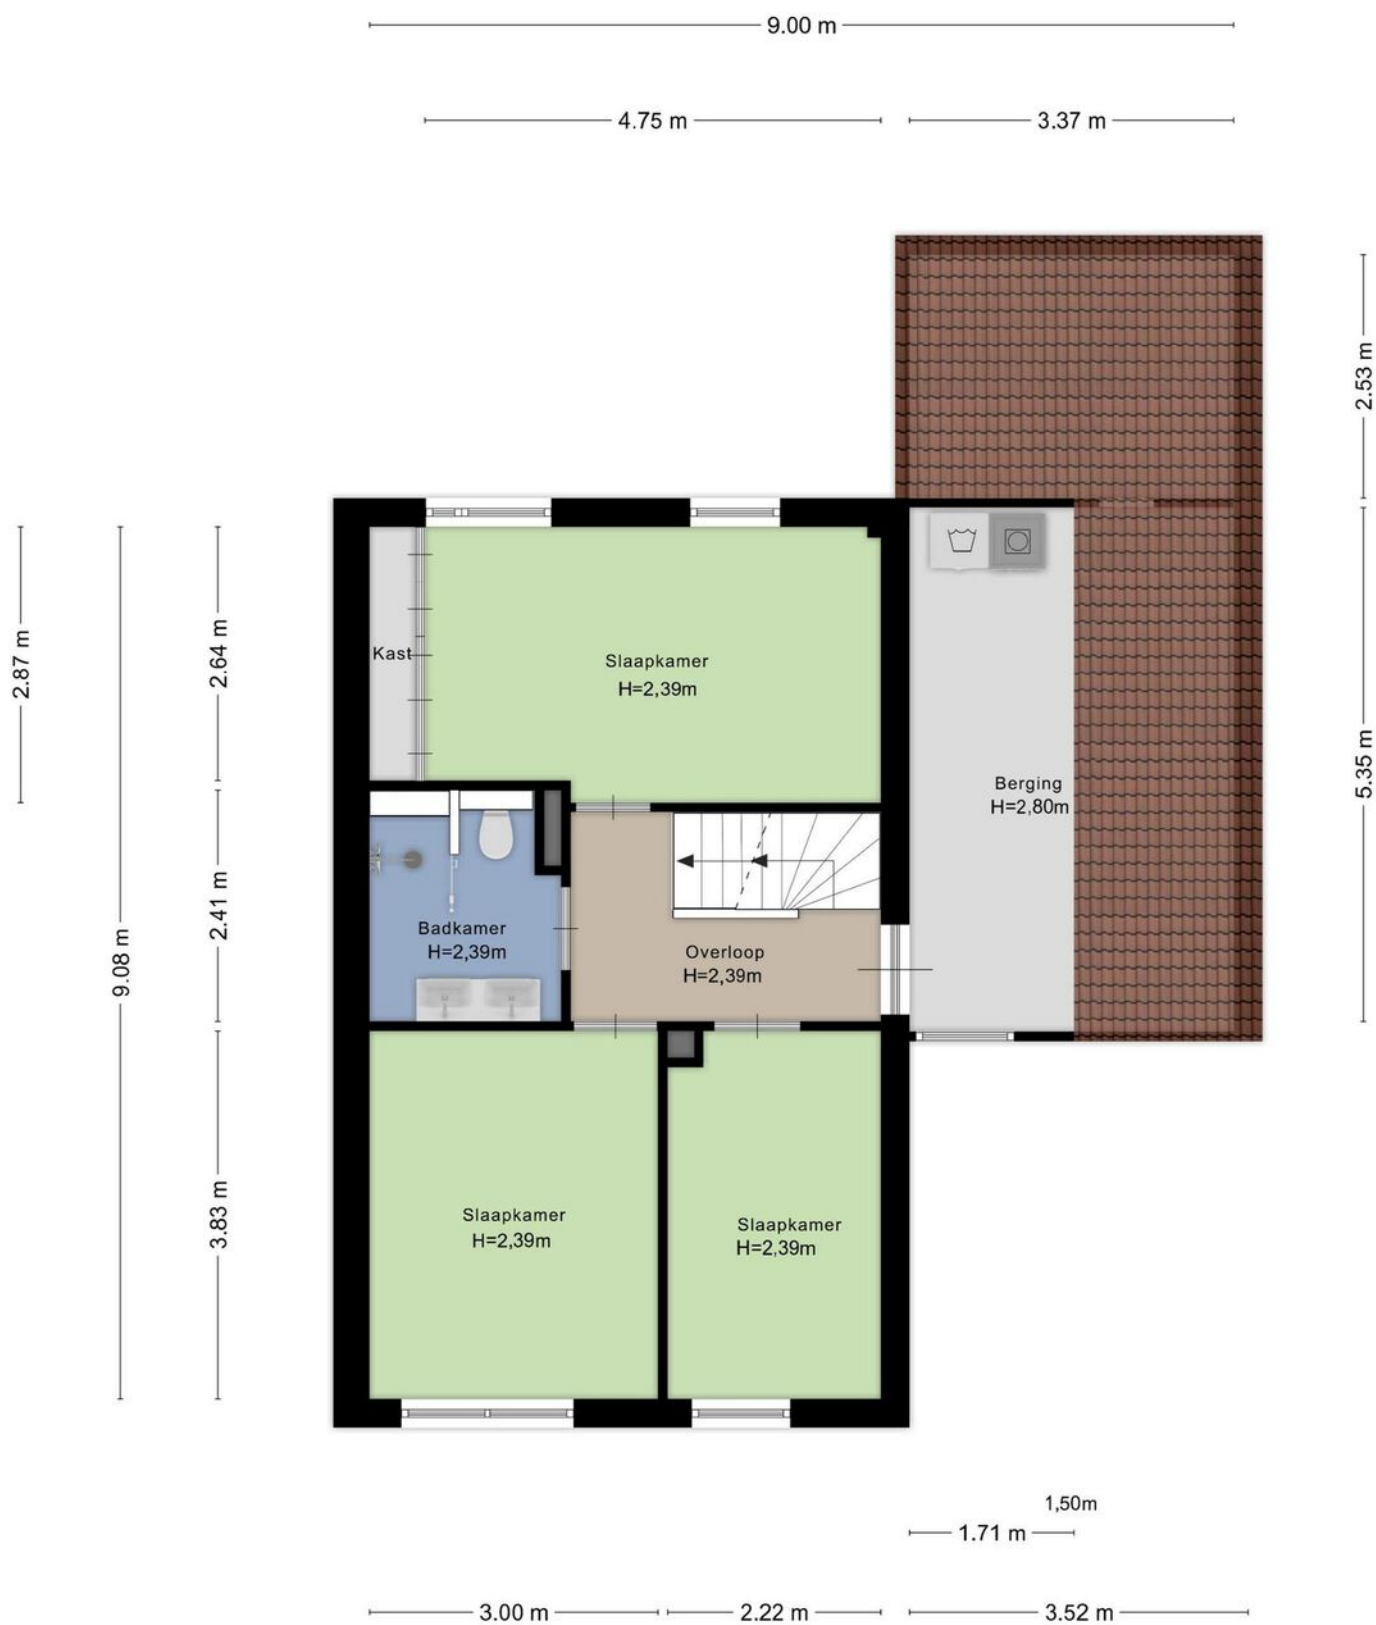 9.00 m
4.75 m
3.37 m
2.53 m
2.87 m
2.64 m
Kast
Slaapkamer
H=2,39m
5.35 m
Berging
H=2,80m
9.08 m
2.41 m
Badkamer
H=2,39m
Overloop
H=2,39m
3.83 m
Slaapkamer
H=2,39m
Slaapkamer
H=2,39m
1,50m
1.71 m
3.00 m
2.22 m
3.52 m